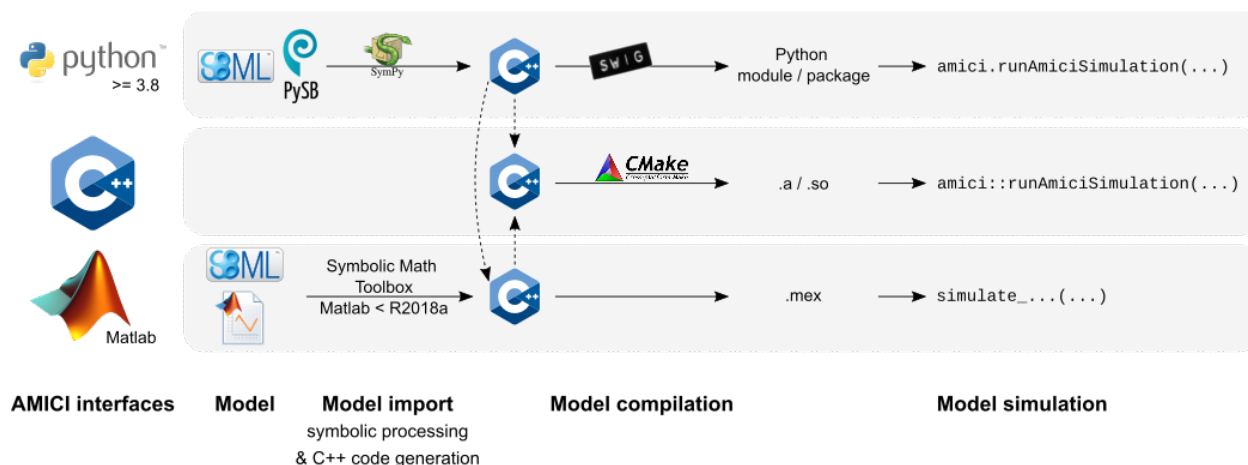 python™
>= 3.8
SBML
PySB
SymPy
C++
SWIG
Python
module / package
amici.runAmiciSimulation(...)
C++
C++
CMake
.a / .so
amici::runAmiciSimulation(...)
Matlab
SBML
Symbolic Math
Toolbox
Matlab < R2018a
C++
.mex
simulate_...(...)
AMICI interfaces
Model
Model import
symbolic processing
& C++ code generation
Model compilation
Model simulation